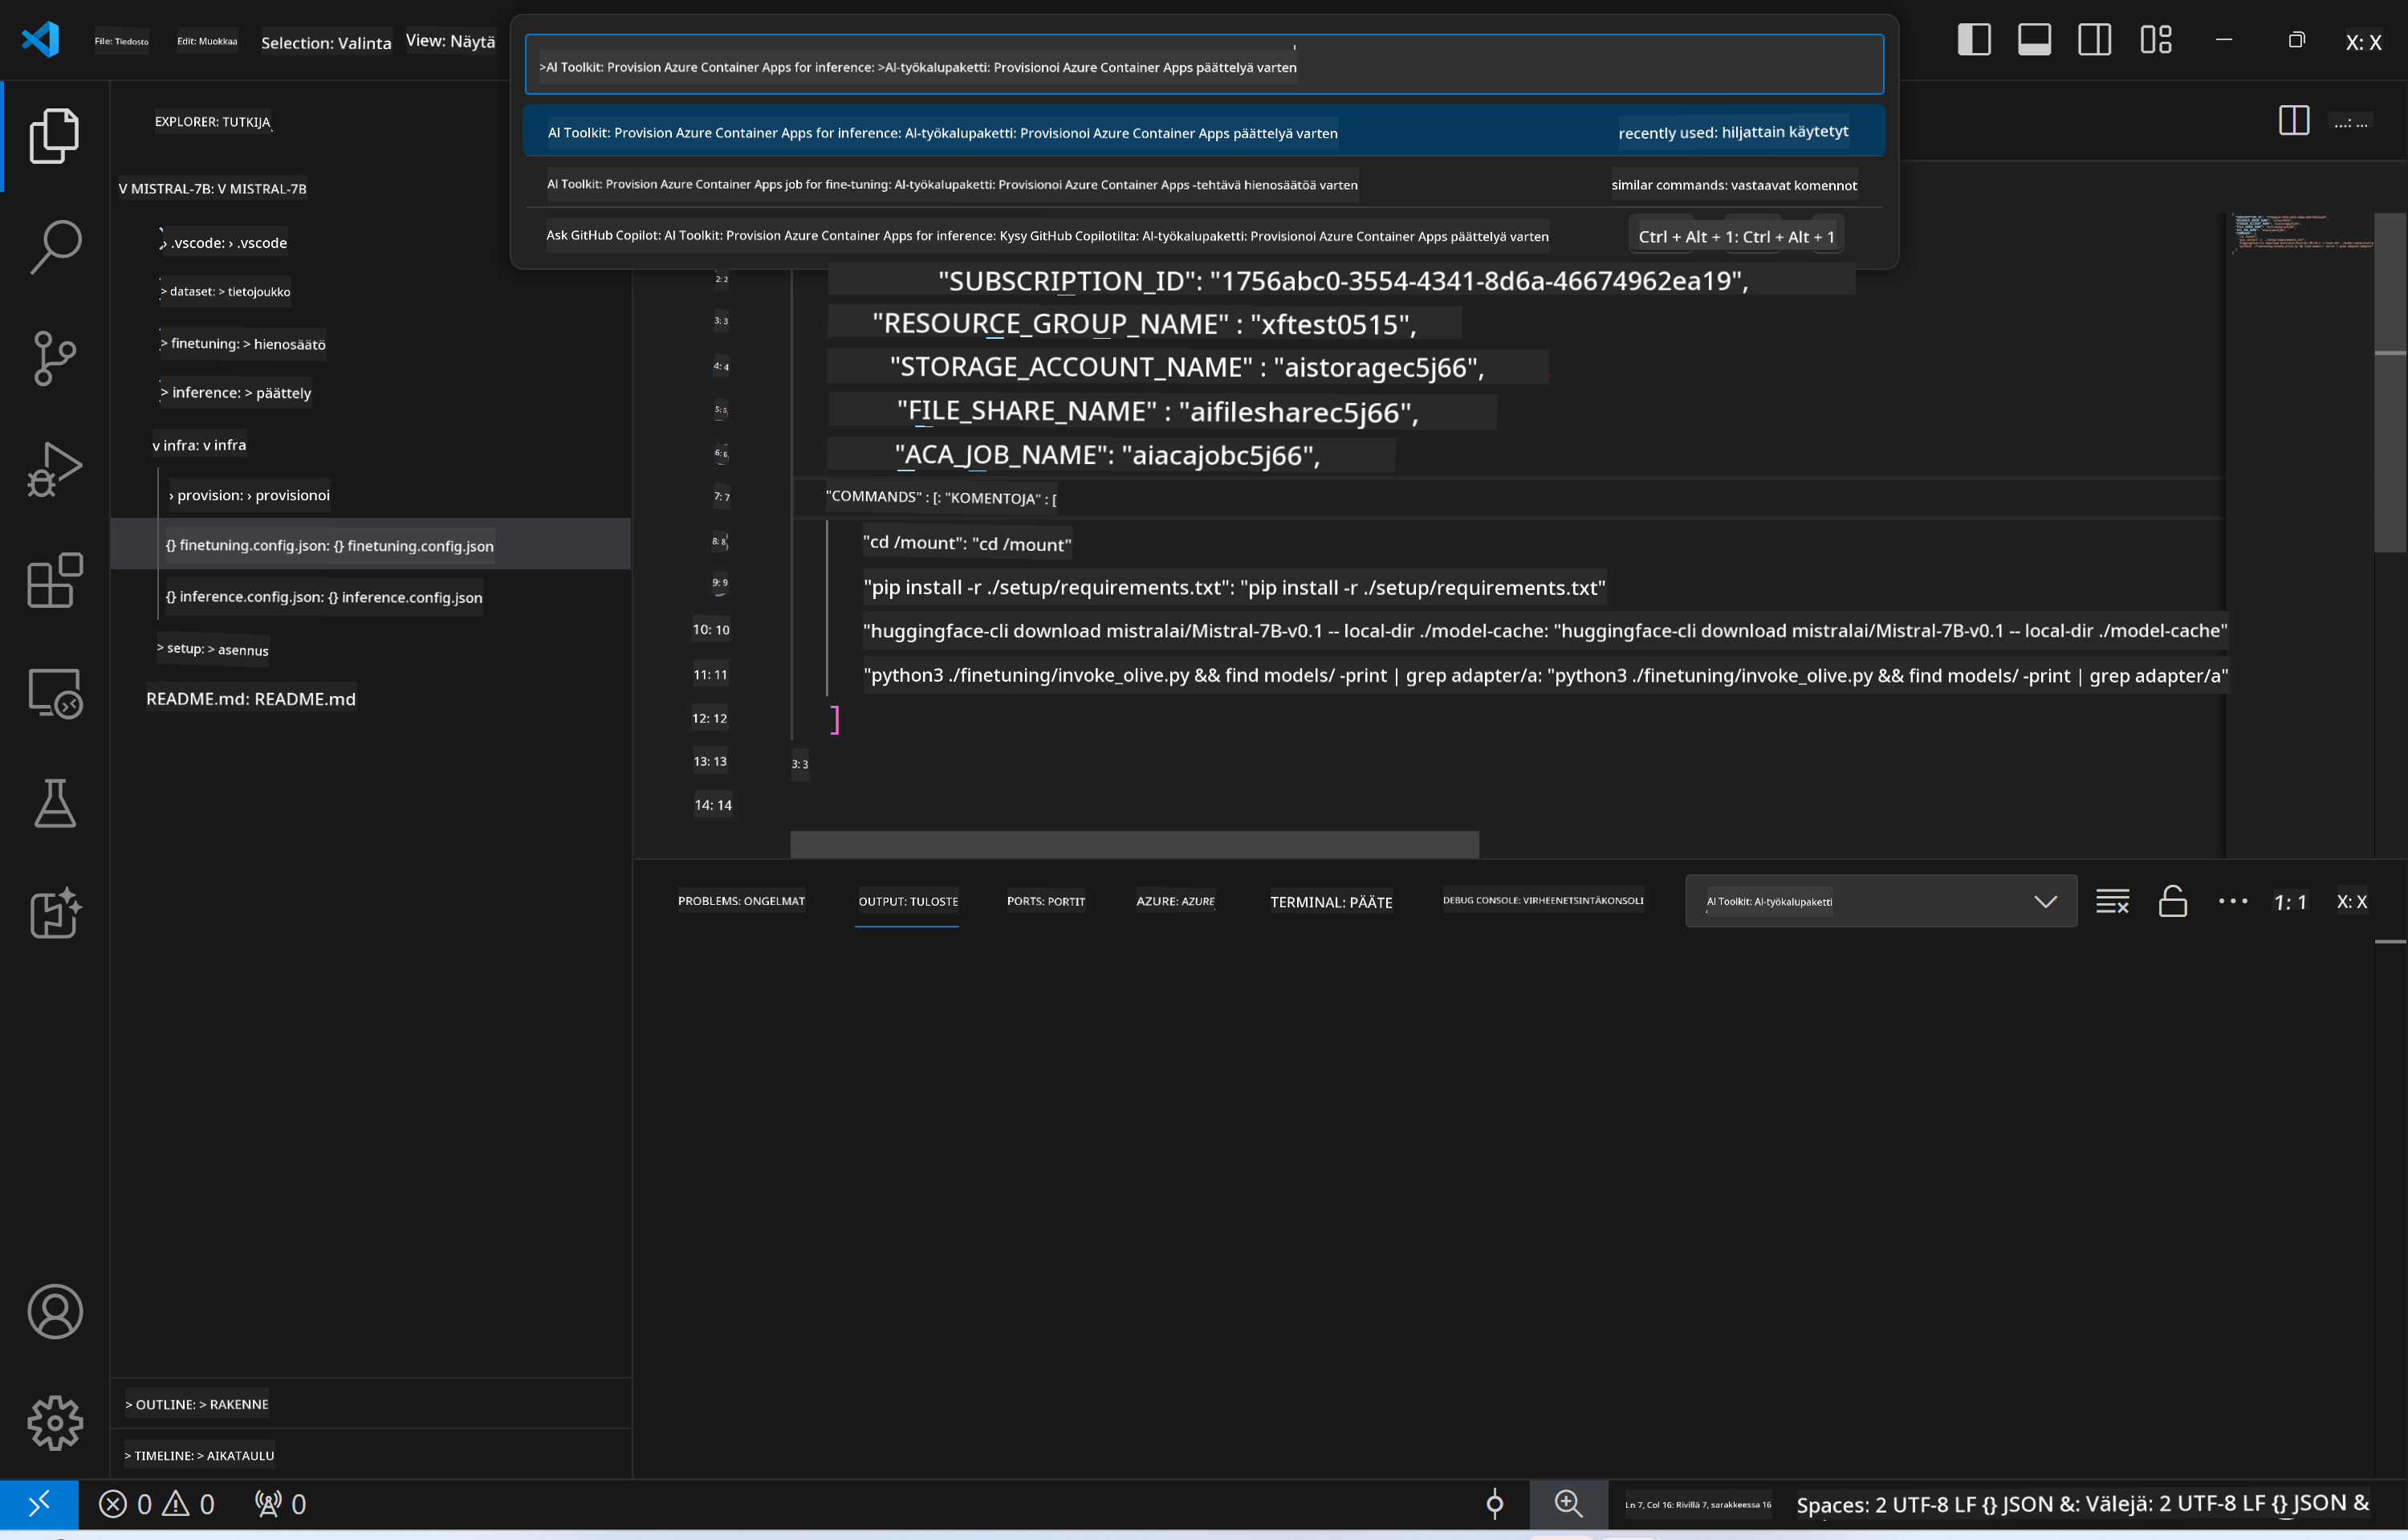 File: Tiedosto Edit: Muokkaa Selection: Valinta View: Näytä
X: X
>AI Toolkit: Provision Azure Container Apps for inference: >AI-työkalupaketti: Provisionoi Azure Container Apps päättelyä varten
AI Toolkit: Provision Azure Container Apps for inference: AI-työkalupaketti: Provisionoi Azure Container Apps päättelyä varten recently used: hiljattain käytetyt
AI Toolkit: Provision Azure Container Apps job for fine-tuning: AI-työkalupaketti: Provisionoi Azure Container Apps -tehtävä hienosäätöä varten similar commands: vastaavat komennot
Ask GitHub Copilot: AI Toolkit: Provision Azure Container Apps for inference: Kysy GitHub Copilotilta: AI-työkalupaketti: Provisionoi Azure Container Apps päättelyä varten Ctrl + Alt + 1: Ctrl + Alt + 1
...: ...
EXPLORER: TUTKIJA
V MISTRAL-7B: V MISTRAL-7B
› .vscode: › .vscode
> dataset: > tietojoukko
> finetuning: > hienosäätö
> inference: > päättely
v infra: v infra
› provision: › provisionoi
{} finetuning.config.json: {} finetuning.config.json
{} inference.config.json: {} inference.config.json
> setup: > asennus
README.md: README.md
> OUTLINE: > RAKENNE
> TIMELINE: > AIKATAULU
2: 2 "SUBSCRIPTION_ID": "1756abc0-3554-4341-8d6a-46674962ea19",
3: 3 "RESOURCE_GROUP_NAME" : "xftest0515",
4: 4 "STORAGE_ACCOUNT_NAME" : "aistoragec5j66",
5: 5 "FILE_SHARE_NAME" : "aifilesharec5j66",
6: 6 "ACA_JOB_NAME": "aiacajobc5j66",
7: 7 "COMMANDS" : [: "KOMENTOJA" : [
8: 8 "cd /mount": "cd /mount"
9: 9 "pip install -r ./setup/requirements.txt": "pip install -r ./setup/requirements.txt"
10: 10 "huggingface-cli download mistralai/Mistral-7B-v0.1 -- local-dir ./model-cache: "huggingface-cli download mistralai/Mistral-7B-v0.1 -- local-dir ./model-cache"
11: 11 "python3 ./finetuning/invoke_olive.py && find models/ -print | grep adapter/a: "python3 ./finetuning/invoke_olive.py && find models/ -print | grep adapter/a"
12: 12 ]
13: 13 3: 3
14: 14
PROBLEMS: ONGELMAT OUTPUT: TULOSTE PORTS: PORTIT AZURE: AZURE TERMINAL: PÄÄTE DEBUG CONSOLE: VIRHEENETSINTÄKONSOLI AI Toolkit: AI-työkalupaketti 1: 1 X: X
0 0 0 Ln 7, Col 16: Rivillä 7, sarakkeessa 16 Spaces: 2 UTF-8 LF {} JSON &: Välejä: 2 UTF-8 LF {} JSON &